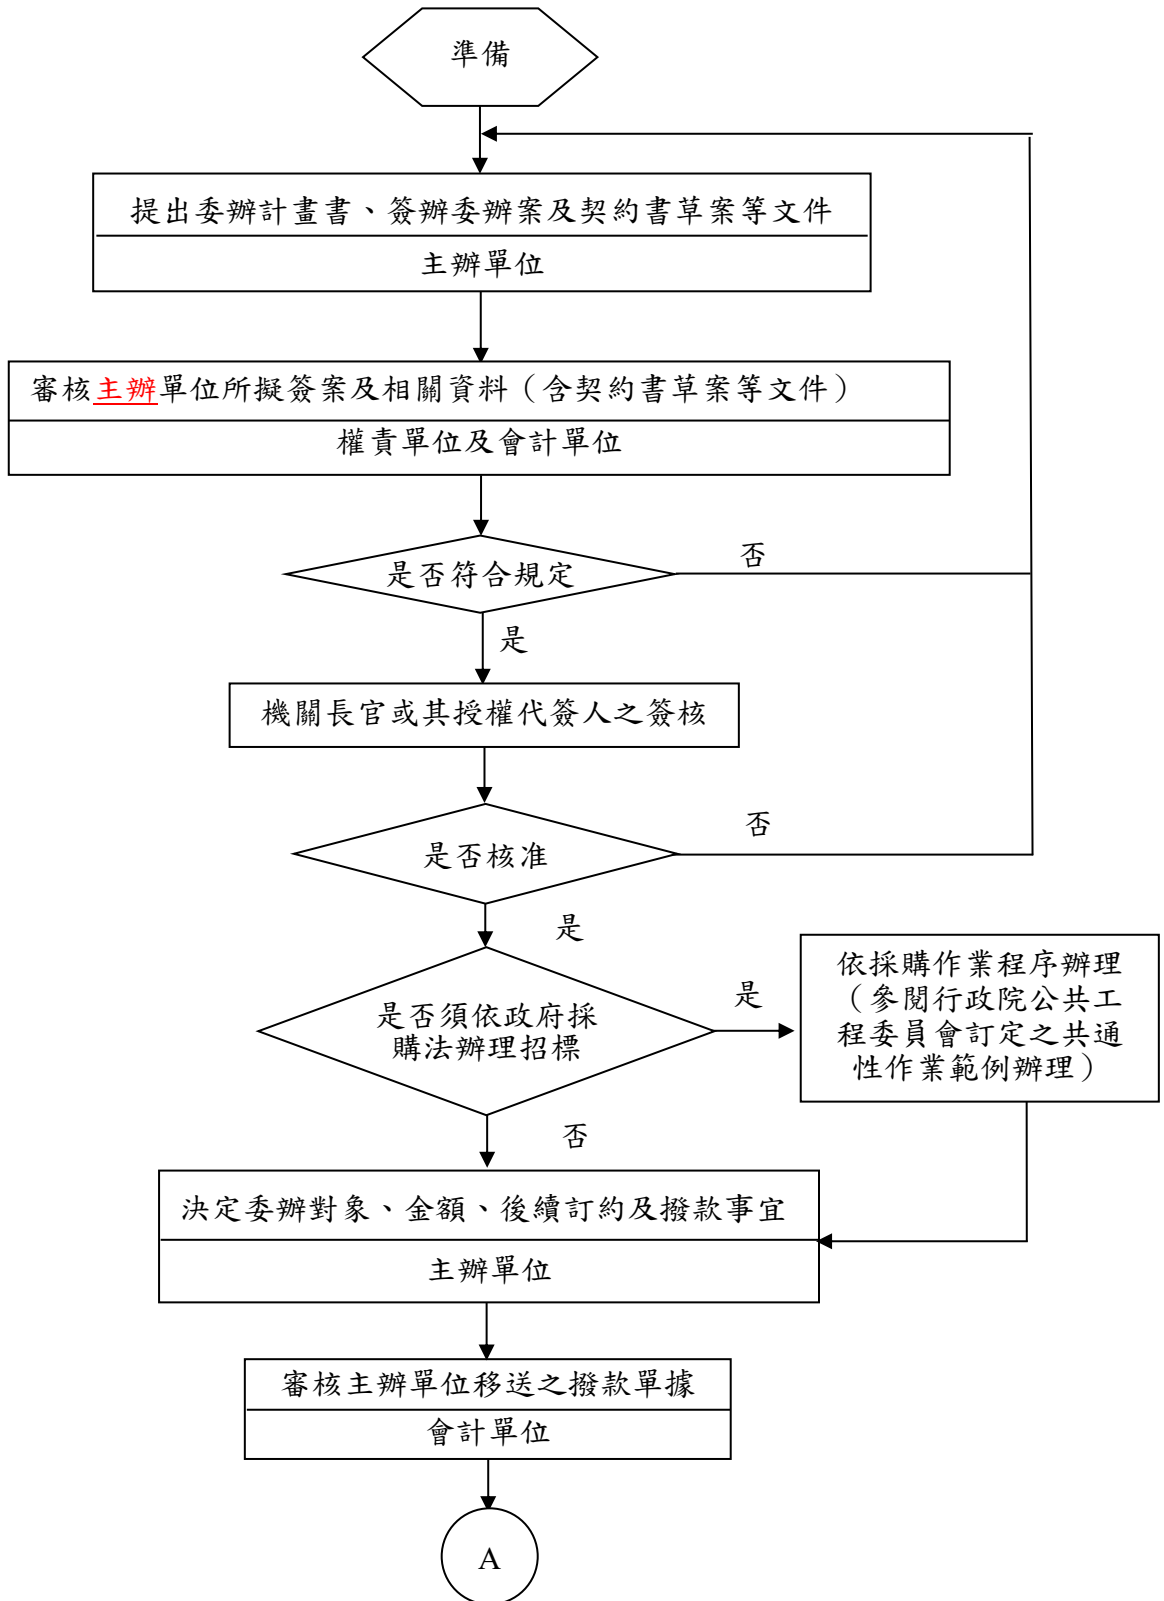 準備
提出委辦計畫書、簽辦委辦案及契約書草案等文件
主辦單位
審核主辦單位所擬簽案及相關資料（含契約書草案等文件）
權責單位及會計單位
是否符合規定
否
是
機關長官或其授權代簽人之簽核
是否核准
否
是
是否須依政府採
購法辦理招標
是
依採購作業程序辦理
（參閱行政院公共工
程委員會訂定之共通
性作業範例辦理）
否
決定委辦對象、金額、後續訂約及撥款事宜
主辦單位
審核主辦單位移送之撥款單據
會計單位
A